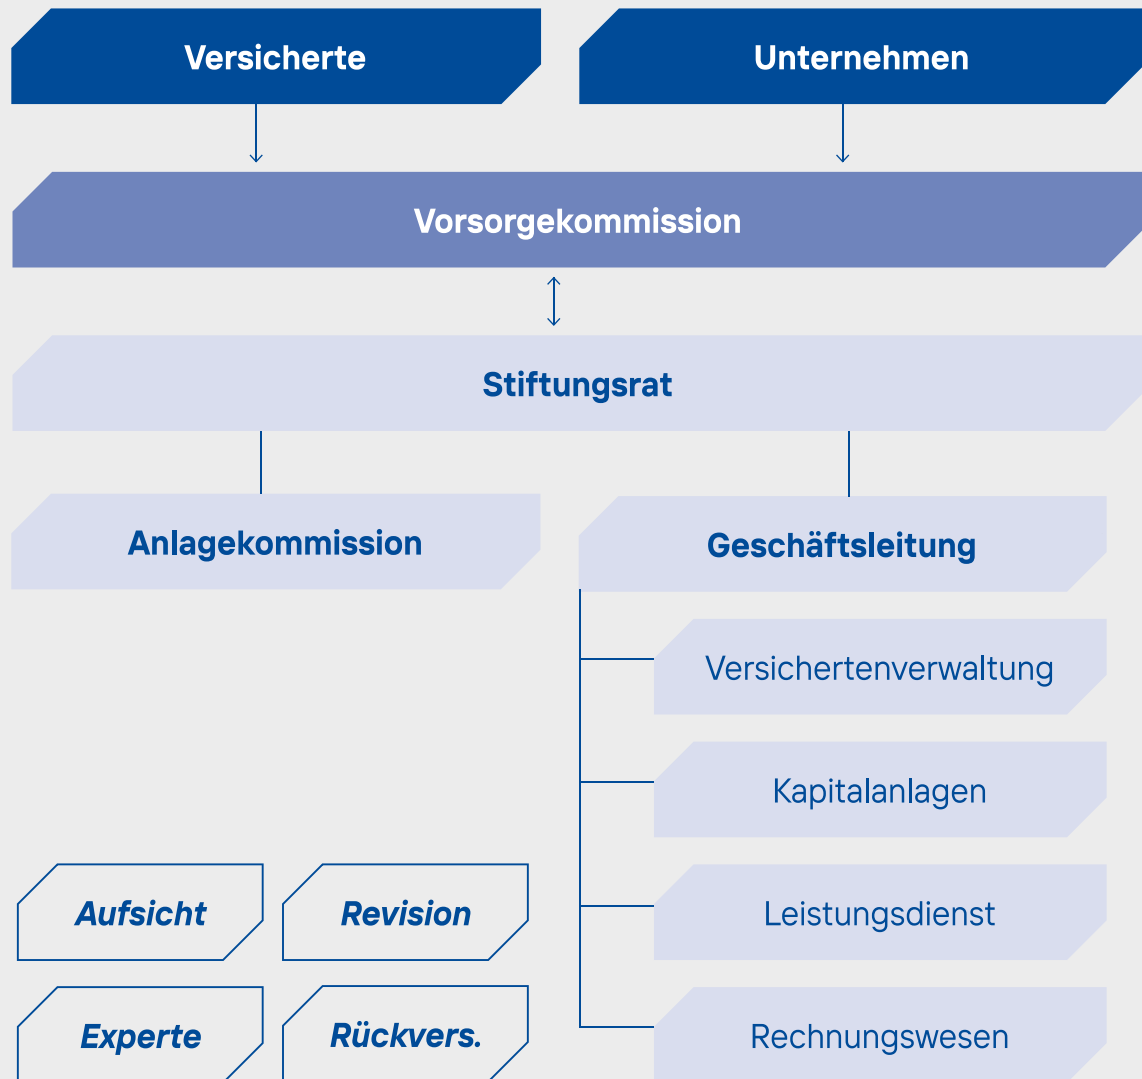 Versicherte
Unternehmen
Vorsorgekommission
Stiftungsrat
Anlagekommission
Geschäftsleitung
Versichertenverwaltung
Kapitalanlagen
Aufsicht
Revision
Leistungsdienst
Experte
Rückvers.
Rechnungswesen